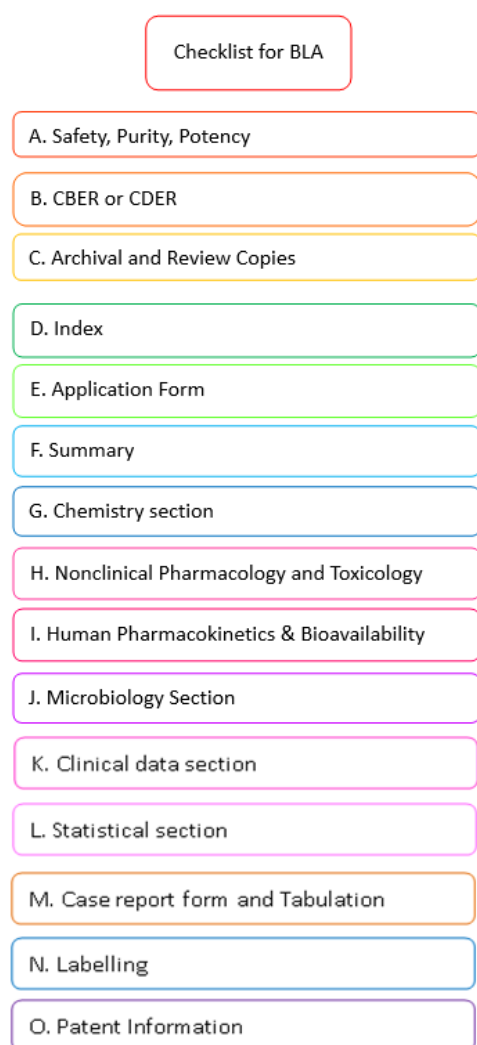 Checklist for BLA
A. Safety, Purity, Potency
B. CBER or CDER
C. Archival and Review Copies
D. Index
E. Application Form
F. Summary
G. Chemistry section
H. Nonclinical Pharmacology and Toxicology
I. Human Pharmacokinetics & Bioavailability
J. Microbiology Section
K. Clinical data section
L. Statistical section
M. Case report form and Tabulation
N. Labelling
O. Patent Information